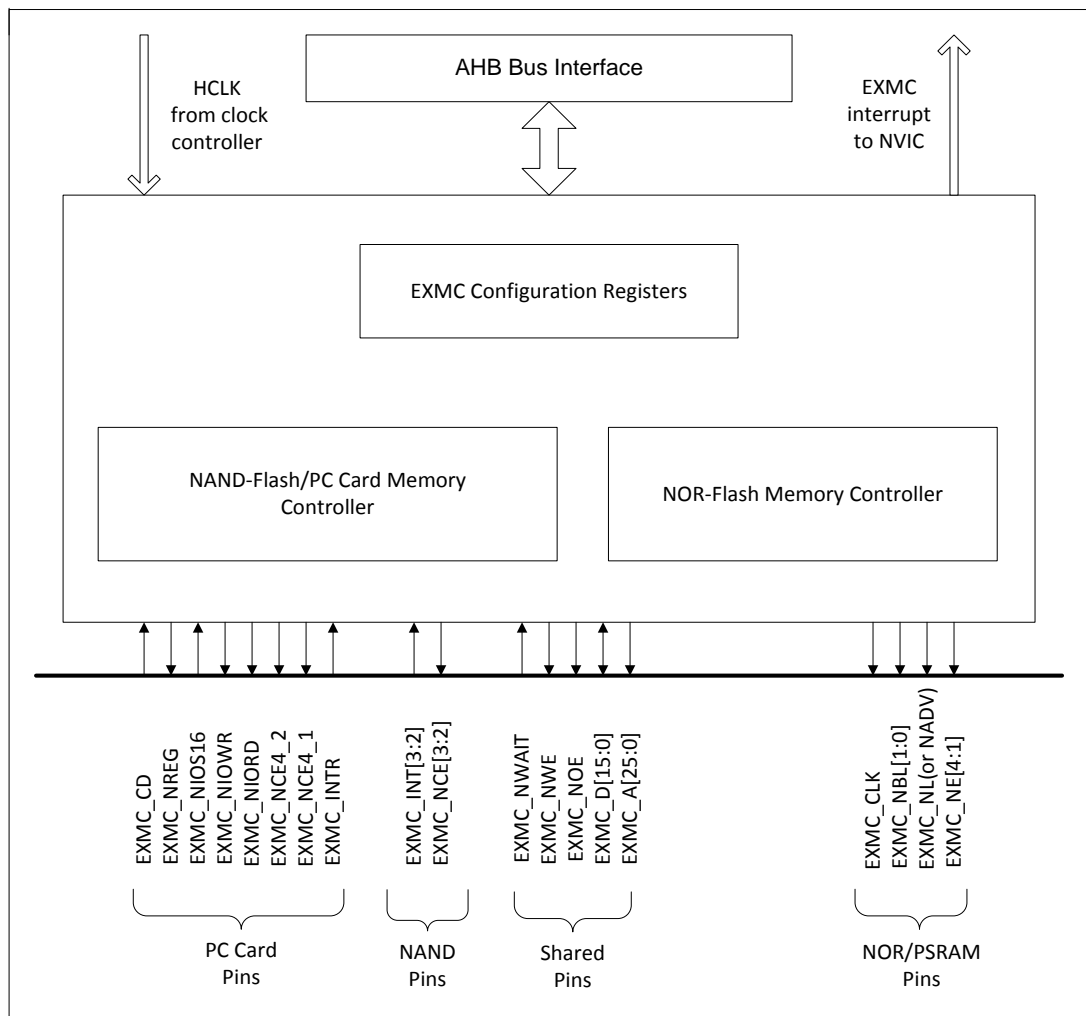 HCLK
from clock
controller
AHB Bus Interface
EXMC
interrupt
to NVIC
EXMC Configuration Registers
NAND-Flash/PC Card Memory
Controller
NOR-Flash Memory Controller
EXMC_CD
EXMC_NREG
EXMC_NIOS16
EXMC_NIOWR
EXMC_NIORD
EXMC_NCE4_2
EXMC_NCE4_1
EXMC_INTR
EXMC_INT[3:2]
EXMC_NCE[3:2]
EXMC_NWAIT
EXMC_NWE
EXMC_NOE
EXMC_D[15:0]
EXMC_A[25:0]
EXMC_CLK
EXMC_NBL[1:0]
EXMC_NL(or NADV)
EXMC_NE[4:1]
PC Card
Pins
NAND
Pins
Shared
Pins
NOR/PSRAM
Pins